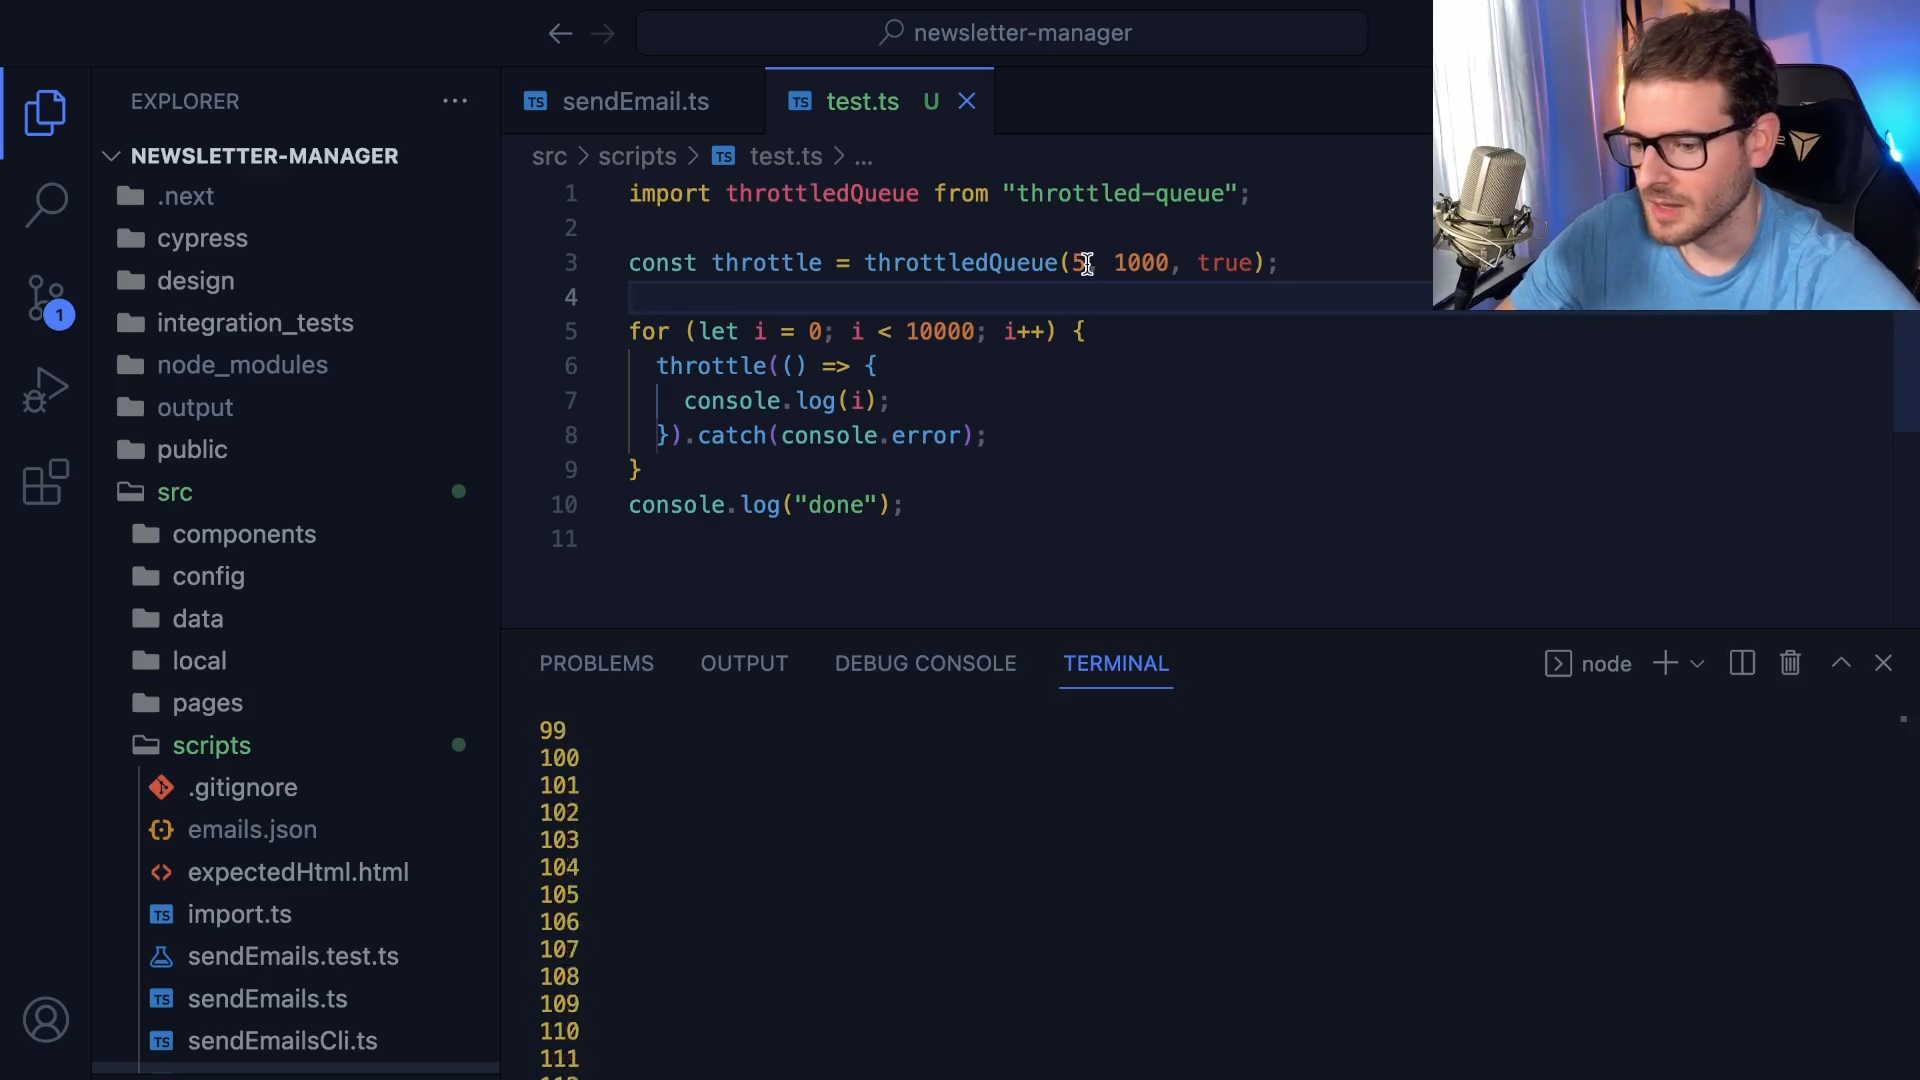 newsletter-manager
EXPLORER
NEWSLETTER-MANAGER
.next
cypress
design
integration_tests
node_modules
output
public
src
components
config
data
local
pages
scripts
.gitignore
emails.json
expectedHtml.html
import.ts
sendEmails.test.ts
sendEmails.ts
sendEmailsCli.ts
1
TS sendEmail.ts
TS test.ts U
src > scripts > TS test.ts > ...
1 import throttledQueue from "throttled-queue";
2
3 const throttle = throttledQueue(5, 1000, true);
4
5 for (let i = 0; i < 10000; i++) {
6 throttle(() => {
7 console.log(i);
8 }).catch(console.error);
9 }
10 console.log("done");
11
PROBLEMS OUTPUT DEBUG CONSOLE TERMINAL node
99
100
101
102
103
104
105
106
107
108
109
110
111